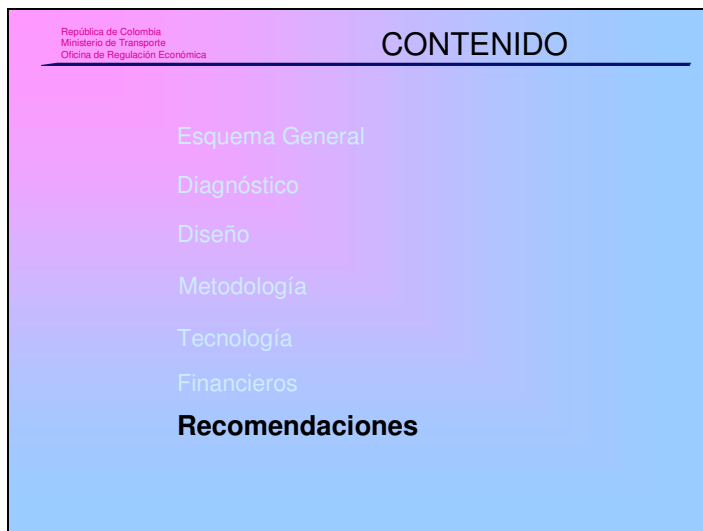 República de Colombia
Ministerio de Transporte
Oficina de Regulación Económica
CONTENIDO
Esquema General
Diagnóstico
Diseño
Metodología
Tecnología
Financieros
Recomendaciones